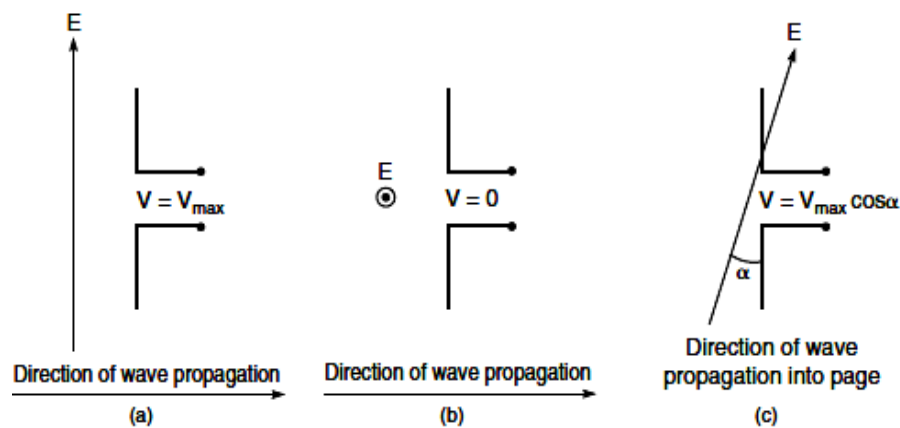 E
V = Vmax
Direction of wave propagation
(a)
E
V = 0
Direction of wave propagation
(b)
E
V = Vmax cosα
α
Direction of wave
propagation into page
(c)